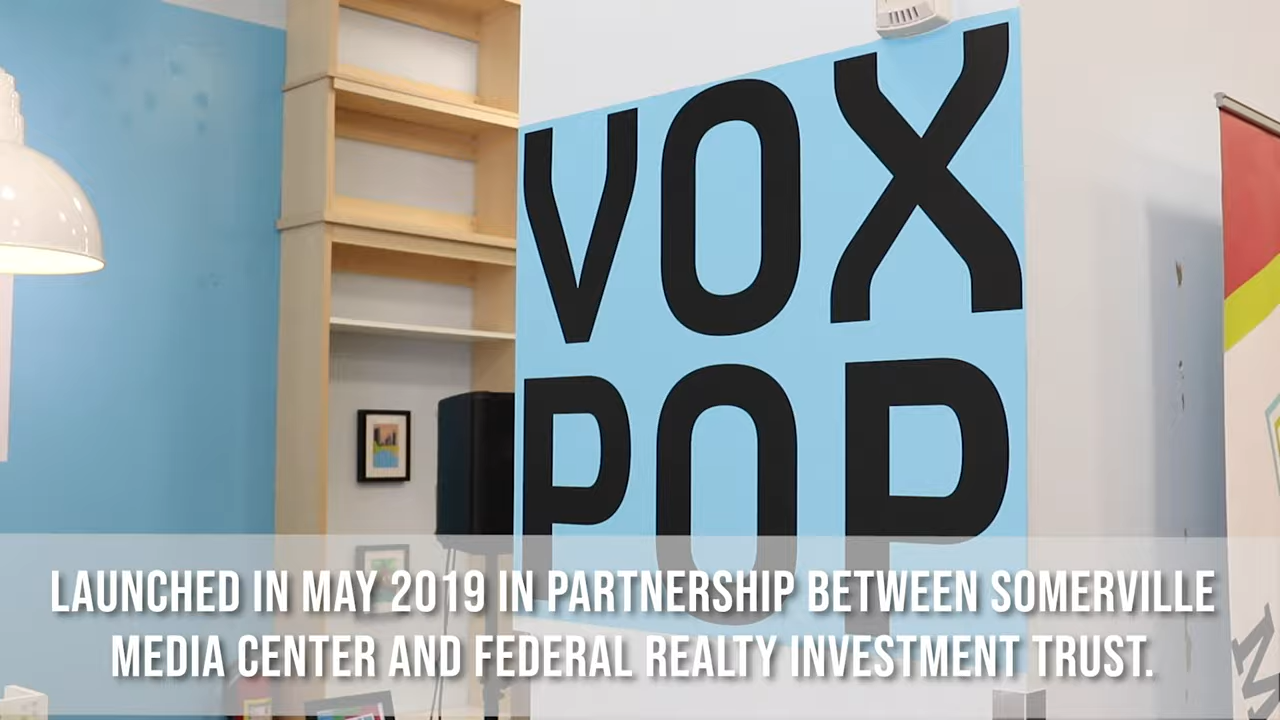 VOX
POP
LAUNCHED IN MAY 2019 IN PARTNERSHIP BETWEEN SOMERVILLE
MEDIA CENTER AND FEDERAL REALTY INVESTMENT TRUST.